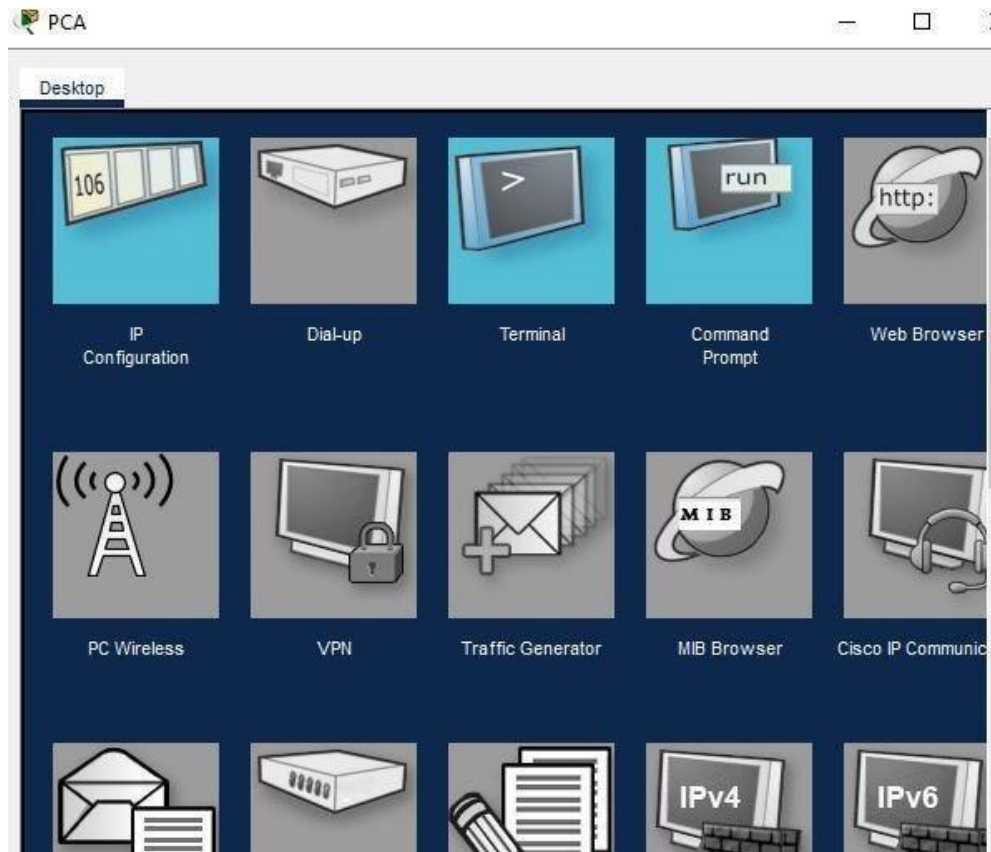 PCA
Desktop
106
>
run
http:
IP
Configuration
Dial-up
Terminal
Command
Prompt
Web Browser
MIB
PC Wireless
VPN
Traffic Generator
MIB Browser
Cisco IP Communic
IPv4
IPv6